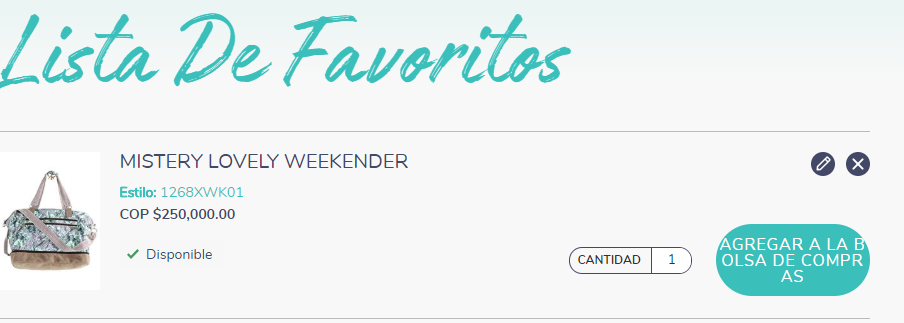 Lista De Favoritos
MISTERY LOVELY WEEKENDER
Estilo: 1268XWK01
COP $250,000.00
Disponible
CANTIDAD 1
AGREGAR A LA B
OLSA DE COMPR
AS